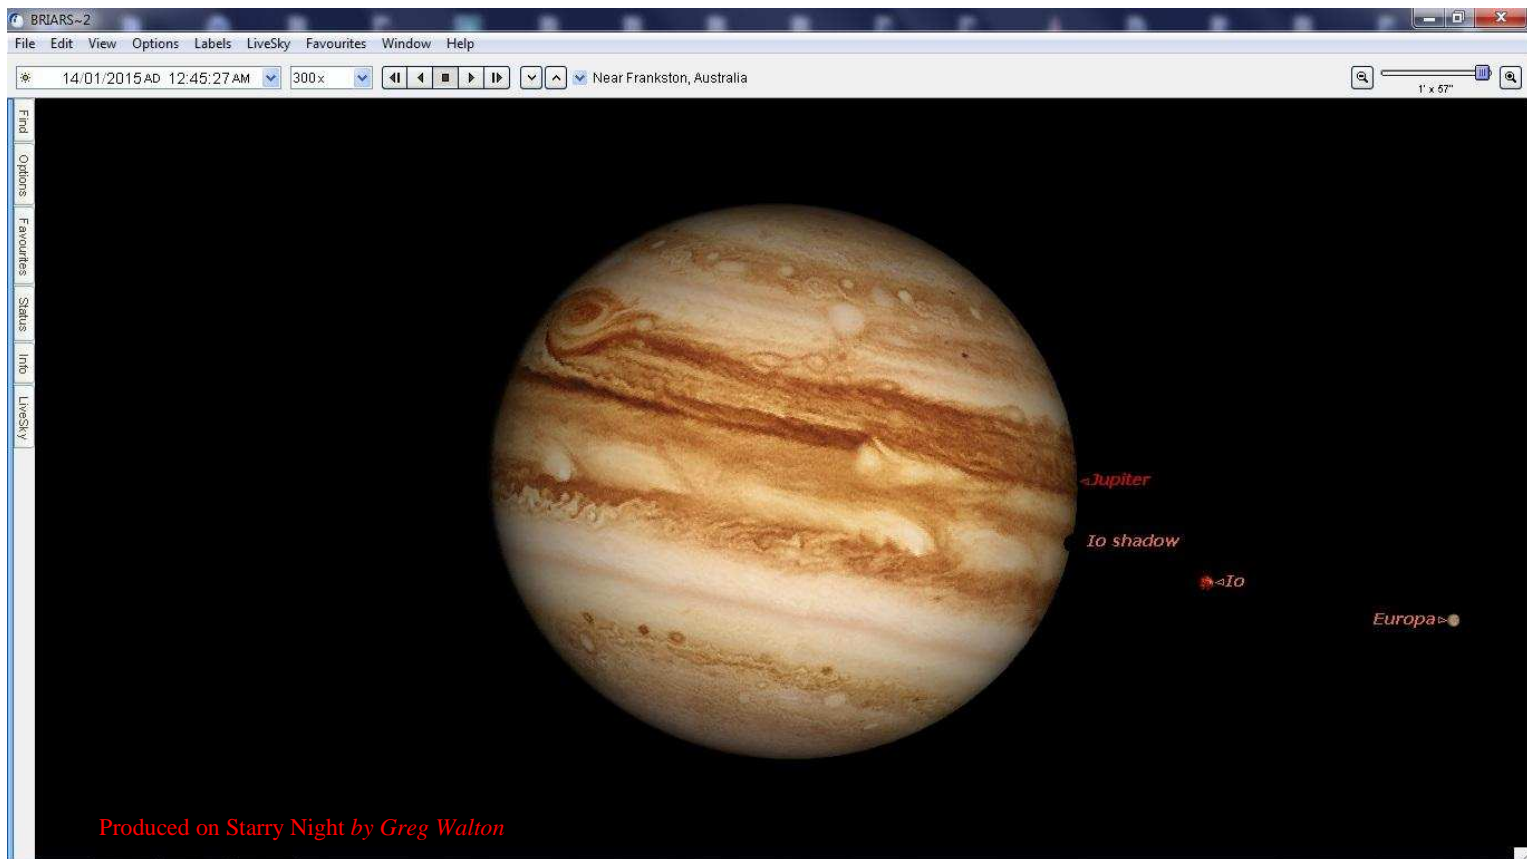 BRIARS~2
File Edit View Options Labels LiveSky Favourites Window Help
14/01/2015 AD 12:45:27 AM 300x Near Frankston, Australia
1' x 57"
Find
Options
Favourites
Status
Info
LiveSky
Jupiter
Io shadow
Io
Europa
Produced on Starry Night by Greg Walton